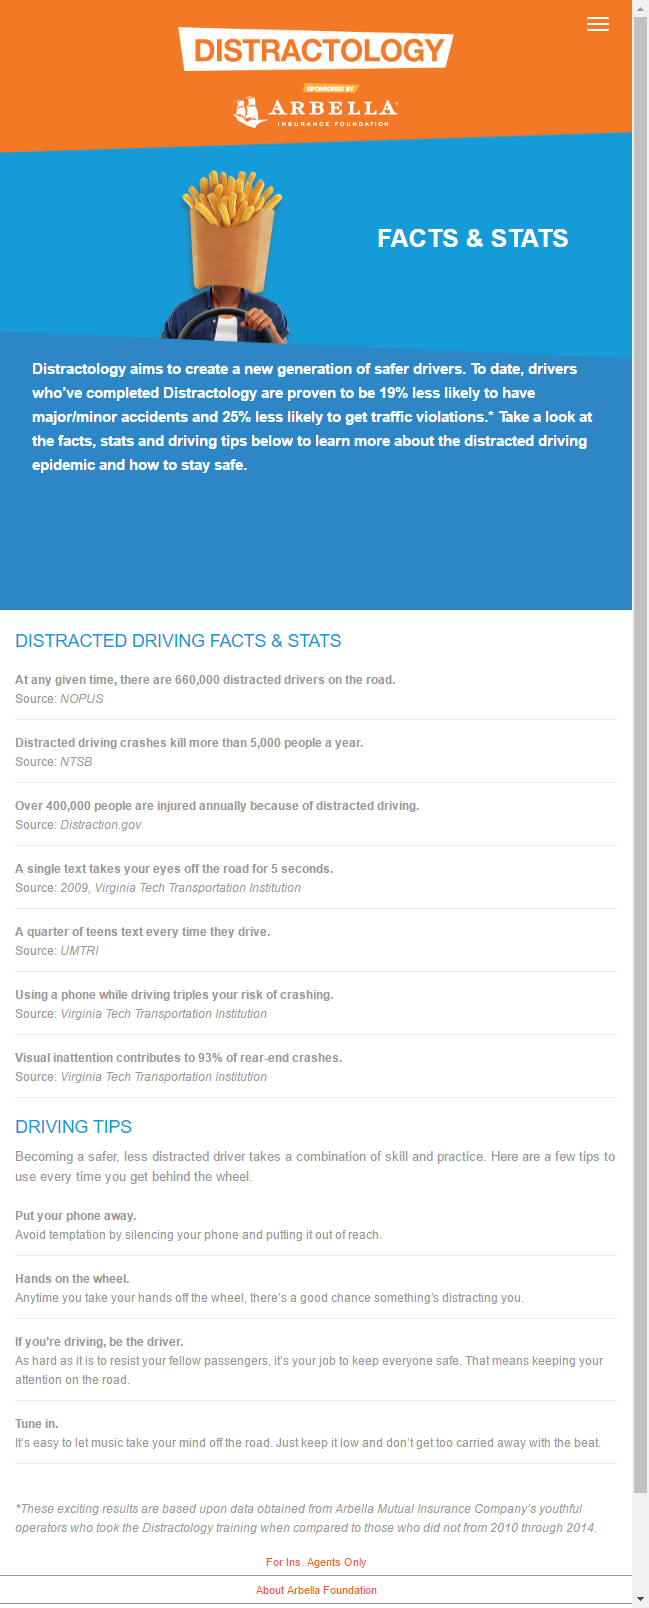 DISTRACTOLOGY
SPONSORED BY
ARBELLA
INSURANCE FOUNDATION
FACTS & STATS
Distractology aims to create a new generation of safer drivers. To date, drivers
who've completed Distractology are proven to be 19% less likely to have
major/minor accidents and 25% less likely to get traffic violations.* Take a look at
the facts, stats and driving tips below to learn more about the distracted driving
epidemic and how to stay safe.
DISTRACTED DRIVING FACTS & STATS
At any given time, there are 660,000 distracted drivers on the road.
Source: NOPUS
Distracted driving crashes kill more than 5,000 people a year.
Source: NTSB
Over 400,000 people are injured annually because of distracted driving.
Source: Distraction.gov
A single text takes your eyes off the road for 5 seconds.
Source: 2009, Virginia Tech Transportation Institution
A quarter of teens text every time they drive.
Source: UMTRI
Using a phone while driving triples your risk of crashing.
Source: Virginia Tech Transportation Institution
Visual inattention contributes to 93% of rear-end crashes.
Source: Virginia Tech Transportation Institution
DRIVING TIPS
Becoming a safer, less distracted driver takes a combination of skill and practice. Here are a few tips to
use every time you get behind the wheel.
Put your phone away.
Avoid temptation by silencing your phone and putting it out of reach.
Hands on the wheel.
Anytime you take your hands off the wheel, there's a good chance something's distracting you.
If you're driving, be the driver.
As hard as it is to resist your fellow passengers, it's your job to keep everyone safe. That means keeping your
attention on the road.
Tune in.
It's easy to let music take your mind off the road. Just keep it low and don't get too carried away with the beat.
*These exciting results are based upon data obtained from Arbella Mutual Insurance Company's youthful
operators who took the Distractology training when compared to those who did not from 2010 through 2014.
For Ins. Agents Only
About Arbella Foundation